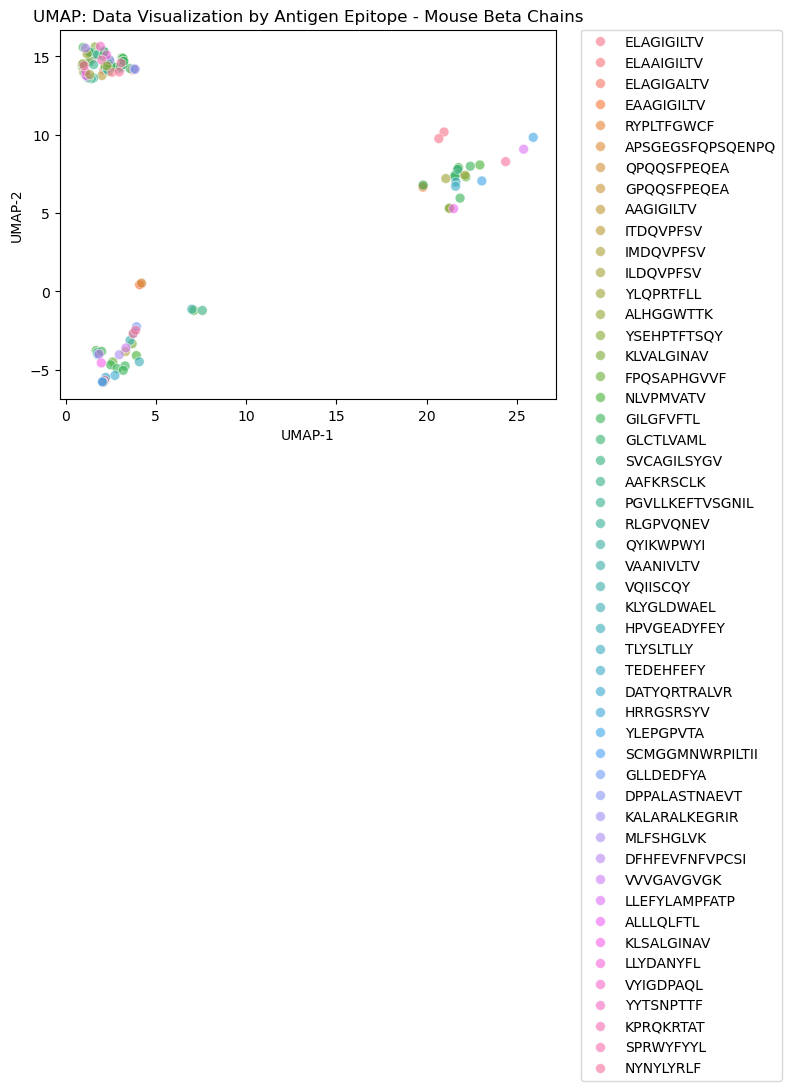 UMAP: Data Visualization by Antigen Epitope - Mouse Beta Chains
15
10
5
0
−5
UMAP-2
0
5
10
15
20
25
UMAP-1
ELAGIGILTV
ELAAIGILTV
ELAGIGALTV
EAAGIGILTV
RYPLTFGWCF
APSGEGSFQPSQENPQ
QPQQSFPEQEA
GPQQSFPEQEA
AAGIGILTV
ITDQVPFSV
IMDQVPFSV
ILDQVPFSV
YLQPRTFLL
ALHGGWTTK
YSEHPTFTSQY
KLVALGINAV
FPQSAPHGVVF
NLVPMVATV
GILGFVFTL
GLCTLVAML
SVCAGILSYGV
AAFKRSCLK
PGVLLKEFTVSGNIL
RLGPVQNEV
QYIKWPWYI
VAANIVLTV
VQIISCQY
KLYGLDWAEL
HPVGEADYFEY
TLYSLTLLY
TEDEHFEFY
DATYQRTRALVR
HRRGSRSYV
YLEPGPVTA
SCMGGMNWRPILTII
GLLDEDFYA
DPPALASTNAEVT
KALARALKEGRIR
MLFSHGLVK
DFHFEVFNFVPCSI
VVVGAVGVGK
LLEFYLAMPFATP
ALLLQLFTL
KLSALGINAV
LLYDANYFL
VYIGDPAQL
YYTSNPTTF
KPRQKRTAT
SPRWYFYYL
NYNYLYRLF